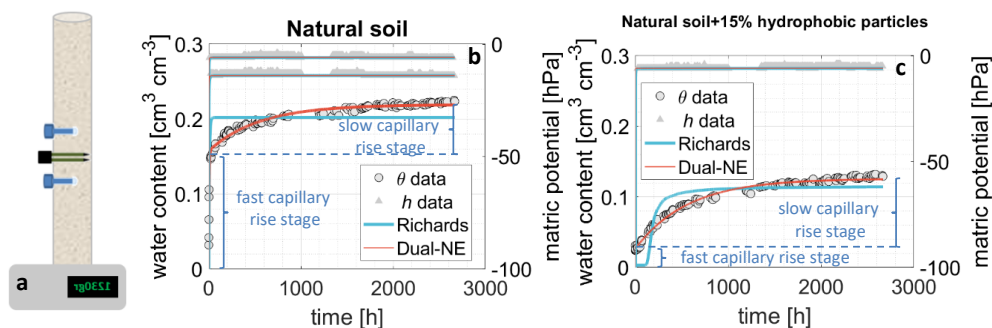 a
1230gr
Natural soil
b
0.3
0.2
0.1
0
0
-50
-100
water content [cm³ cm⁻³]
matric potential [hPa]
slow capillary
rise stage
fast capillary
rise stage
θ data
h data
Richards
Dual-NE
0
1000
2000
3000
time [h]
Natural soil+15% hydrophobic particles
c
0.3
0.2
0.1
0
0
-50
-100
water content [cm³ cm⁻³]
matric potential [hPa]
θ data
h data
Richards
Dual-NE
slow capillary
rise stage
fast capillary rise stage
0
1000
2000
3000
time [h]